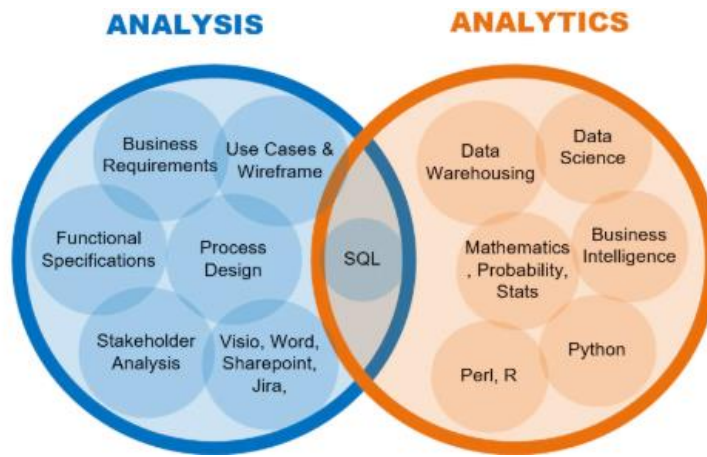 ANALYSIS
ANALYTICS
Business
Requirements
Use Cases &
Wireframe
Functional
Specifications
Process
Design
Stakeholder
Analysis
Visio, Word,
Sharepoint,
Jira,
SQL
Data
Warehousing
Data
Science
Mathematics
, Probability,
Stats
Business
Intelligence
Perl, R
Python